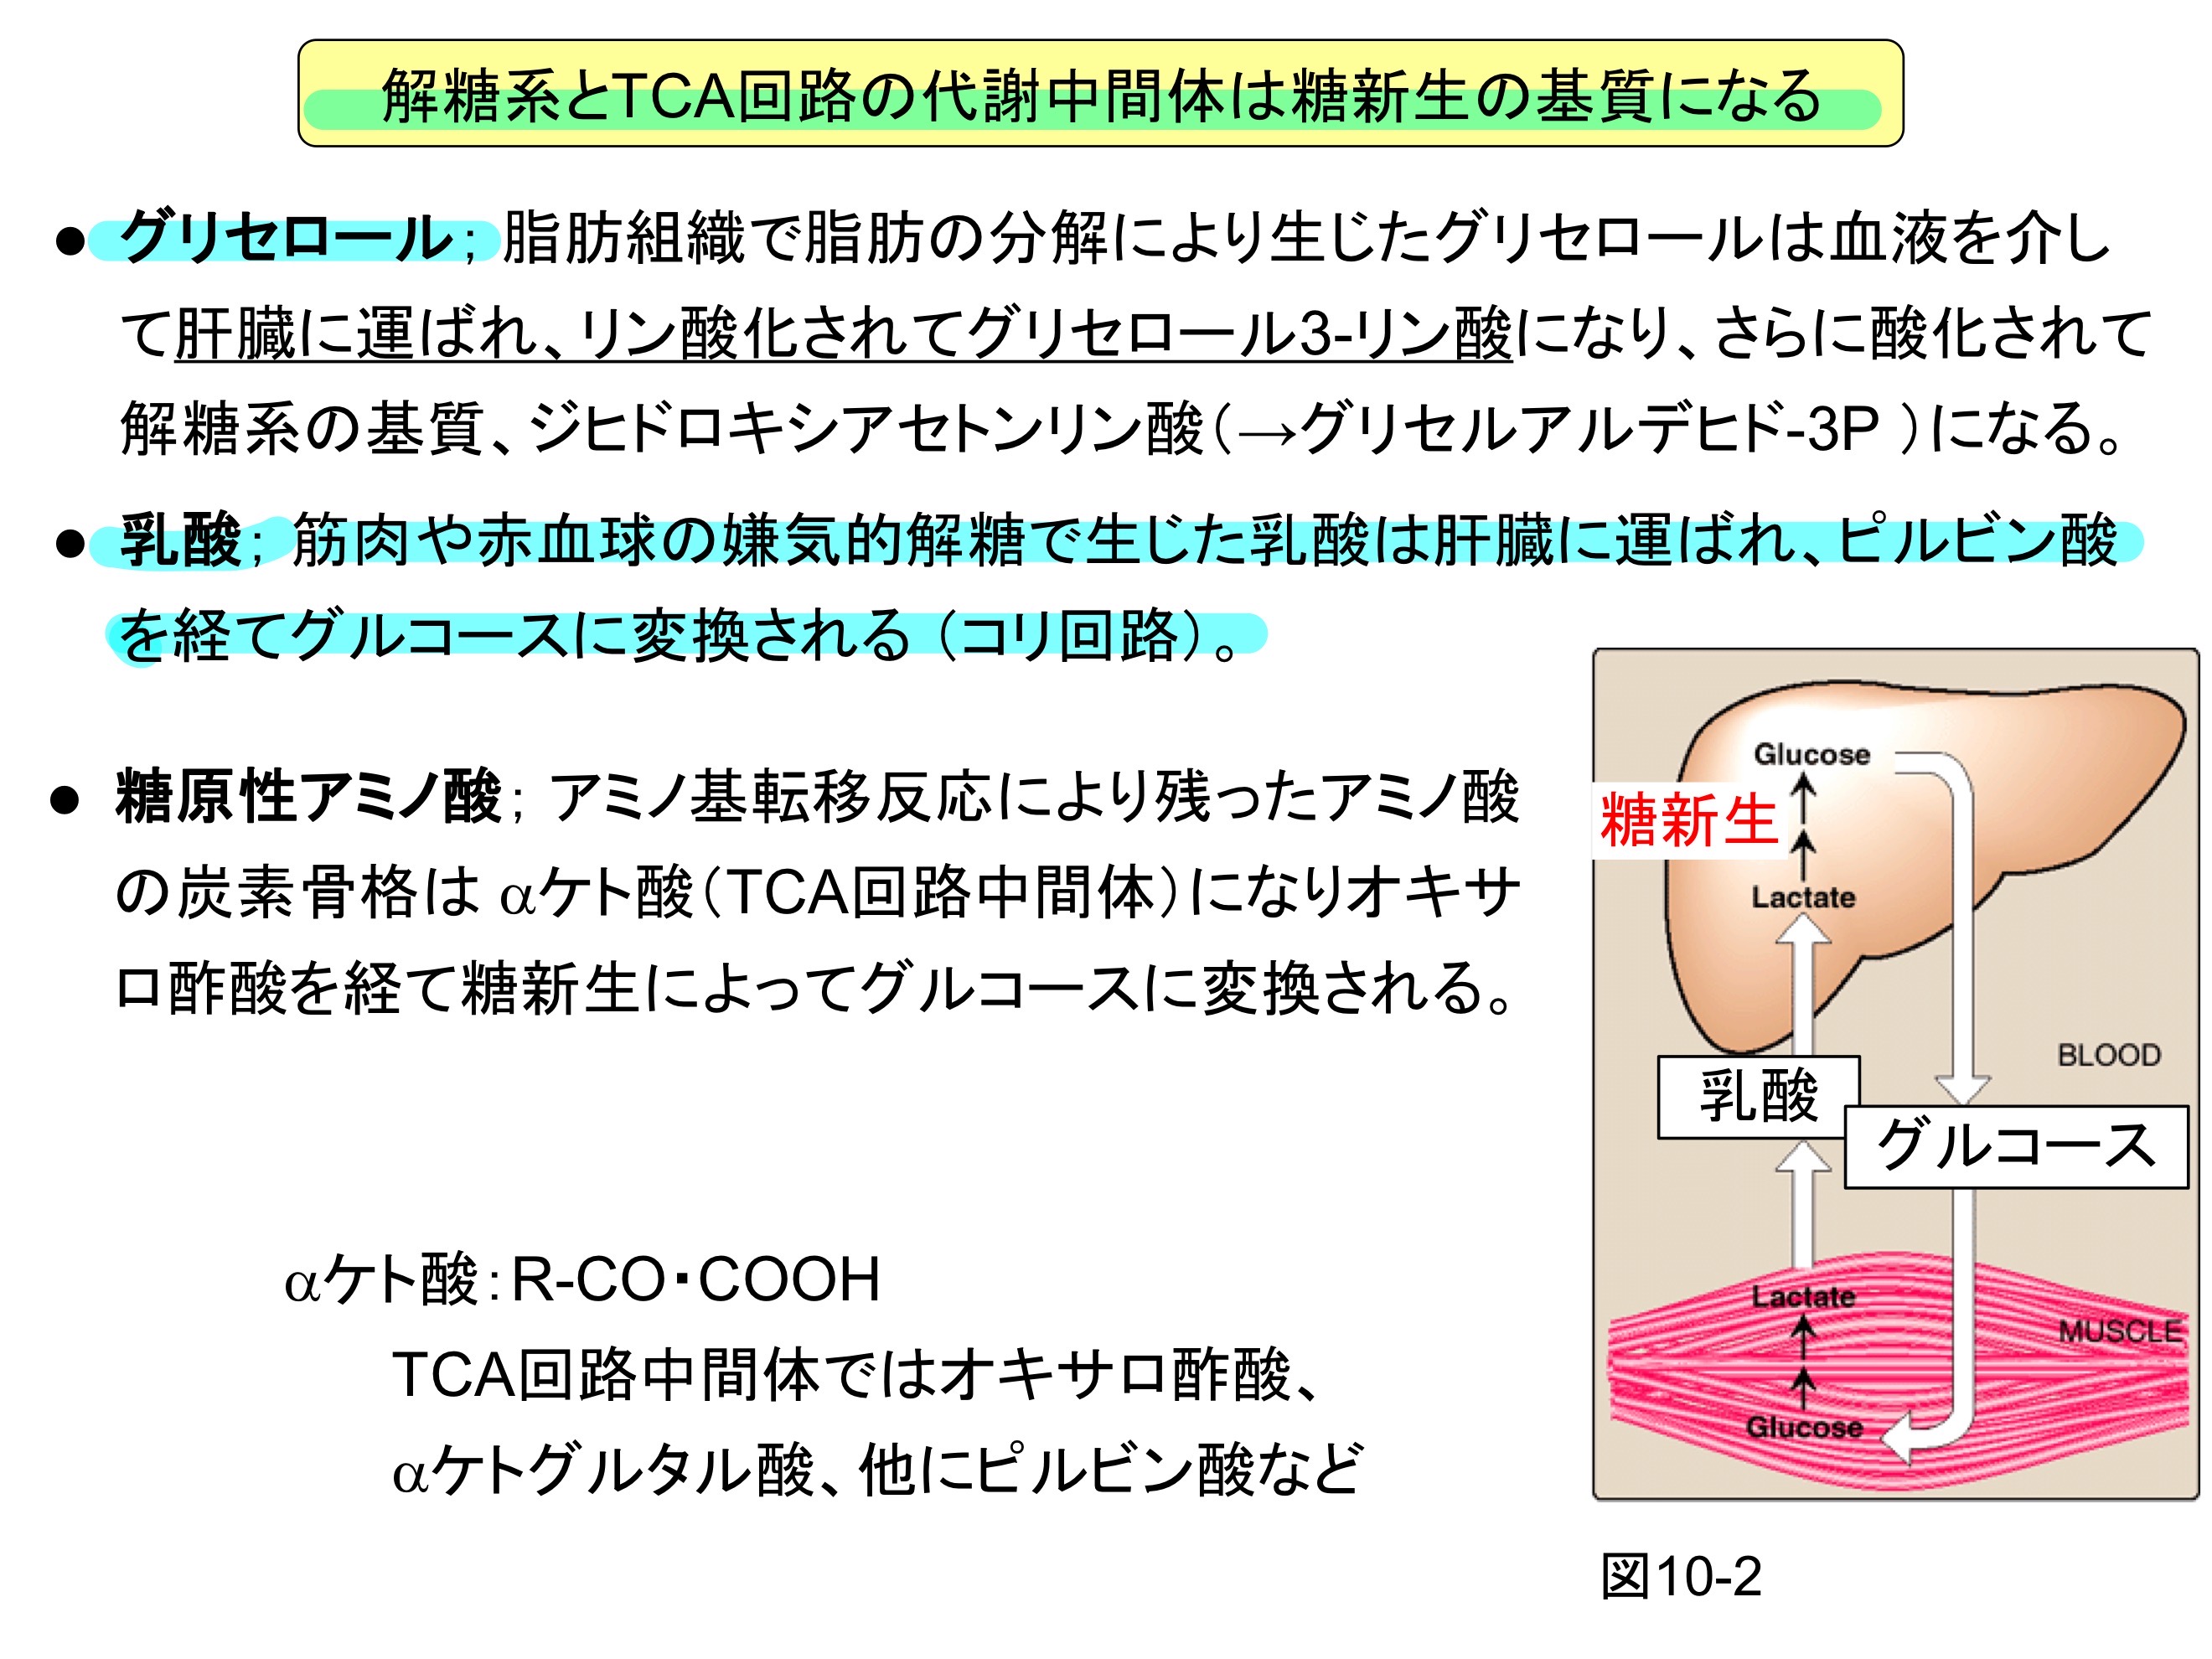 解糖系とTCA回路の代謝中間体は糖新生の基質になる
● グリセロール; 脂肪組織で脂肪の分解により生じたグリセロールは血液を介し
て肝臓に運ばれ、リン酸化されてグリセロール3-リン酸になり、さらに酸化されて
解糖系の基質、ジヒドロキシアセトンリン酸（→グリセルアルデヒド-3P ）になる。
● 乳酸; 筋肉や赤血球の嫌気的解糖で生じた乳酸は肝臓に運ばれ、ピルビン酸
を経てグルコースに変換される（コリ回路）。
● 糖原性アミノ酸; アミノ基転移反応により残ったアミノ酸
の炭素骨格は αケト酸（TCA回路中間体）になりオキサ
ロ酢酸を経て糖新生によってグルコースに変換される。
αケト酸：R-CO・COOH
TCA回路中間体ではオキサロ酢酸、
αケトグルタル酸、他にピルビン酸など
Glucose
糖新生
Lactate
BLOOD
乳酸
グルコース
Lactate
MUSCLE
Glucose
図10-2